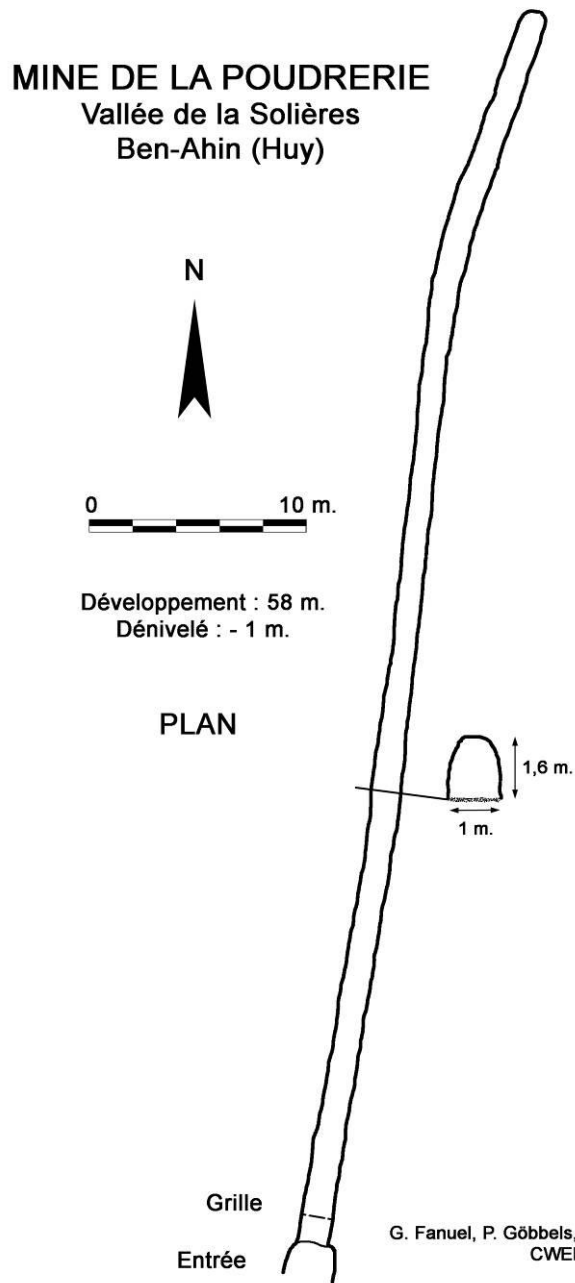 MINE DE LA POUDRERIE
Vallée de la Solières
Ben-Ahin (Huy)
N
0 10 m.
Développement : 58 m.
Dénivelé : - 1 m.
PLAN
1,6 m.
1 m.
Grille
Entrée
G. Fanuel, P. Göbbels,